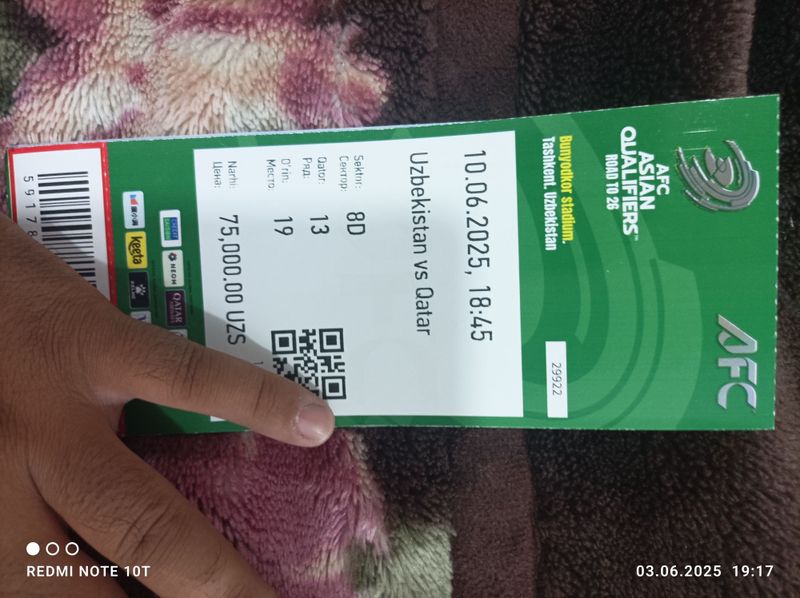 AFC
ASIAN
QUALIFIERS™
ROAD TO 26
AFC
Bunyodkor stadium.
Tashkent. Uzbekistan
29922
10.06.2025, 18:45
Uzbekistan vs Qatar
Sektor:
Сектор:
8D
Qator:
Ряд:
13
O'rin:
Место:
19
Narhi:
Цена:
75,000.00 UZS
NEOM
QATAR
keeta
59178
REDMI NOTE 10T
03.06.2025 19:17